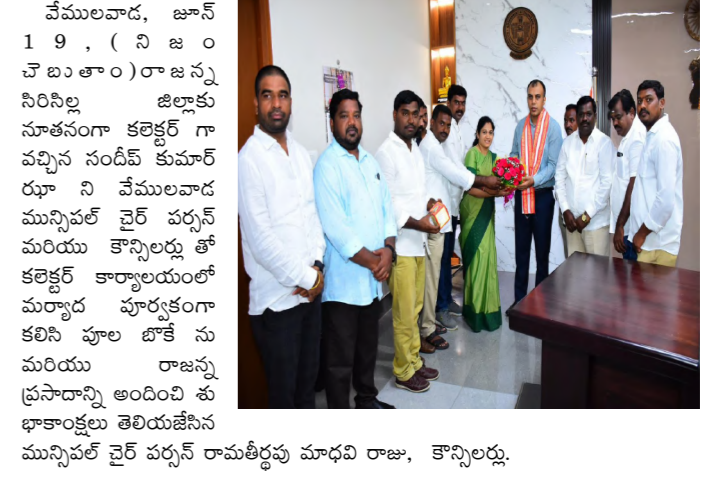 వేములవాడ, జూన్
19,(నిజం
చెబుతాం)రాజన్న
సిరిసిల్ల జిల్లాకు
నూతనంగా కలెక్టర్ గా
వచ్చిన సందీప్ కుమార్
ఝా ని వేములవాడ
మున్సిపల్ చైర్ పర్సన్
మరియు కౌన్సిలర్లు తో
కలెక్టర్ కార్యాలయంలో
మర్యాద పూర్వకంగా
కలిసి పూల బొకే ను
మరియు రాజన్న
ప్రసాదాన్ని అందించి శు
భాకాంక్షలు తెలియజేసిన
మున్సిపల్ చైర్ పర్సన్ రామతీర్థపు మాధవి రాజు, కౌన్సిలర్లు.